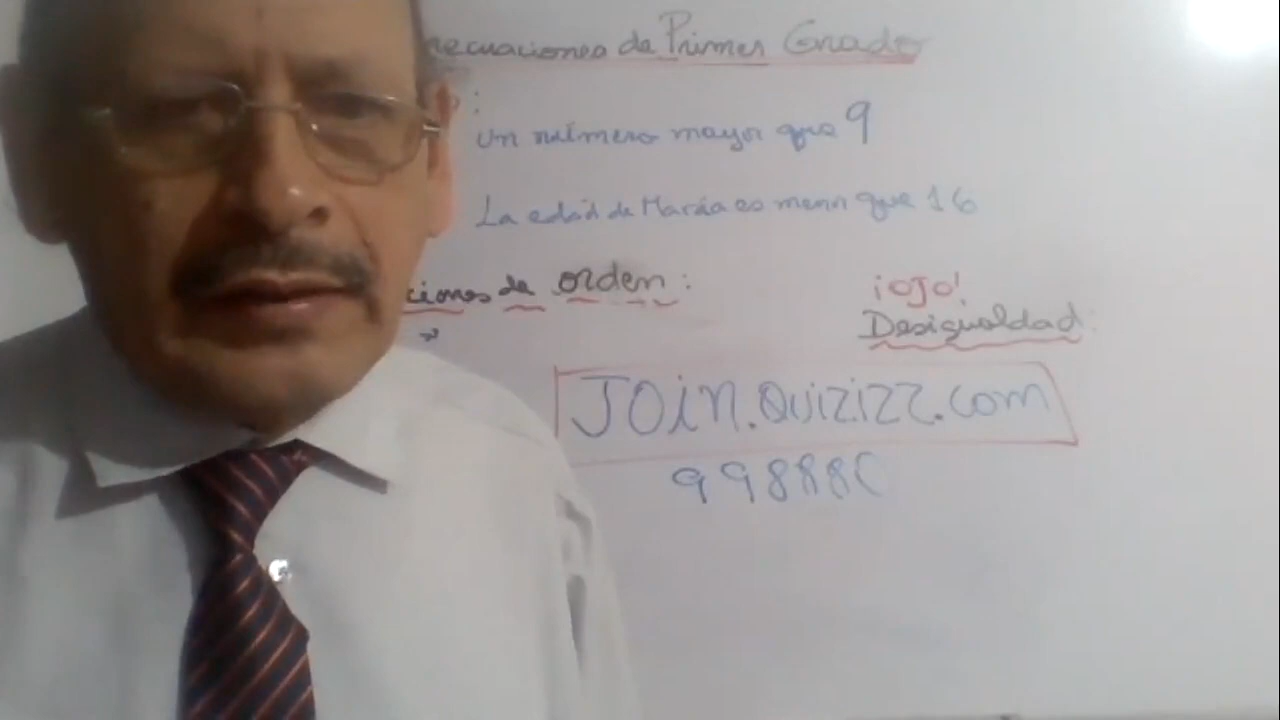 necuaciones de Primer Grado
:
un número mayor que 9
La edad de María es menor que 16
ciones de orden:
¡OJO!
Desigualdad:
JOin.Quizizz.com
99888